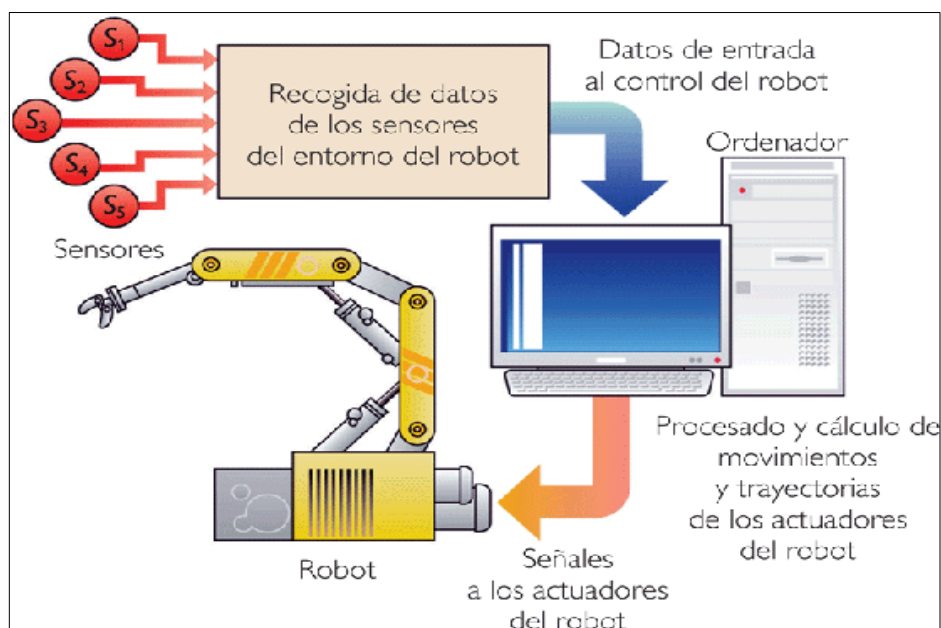 S1
S2
S3
S4
S5
Sensores
Recogida de datos
de los sensores
del entorno del robot
Datos de entrada
al control del robot
Ordenador
Procesado y cálculo de
movimientos
y trayectorias
de los actuadores
del robot
Señales
a los actuadores
del robot
Robot